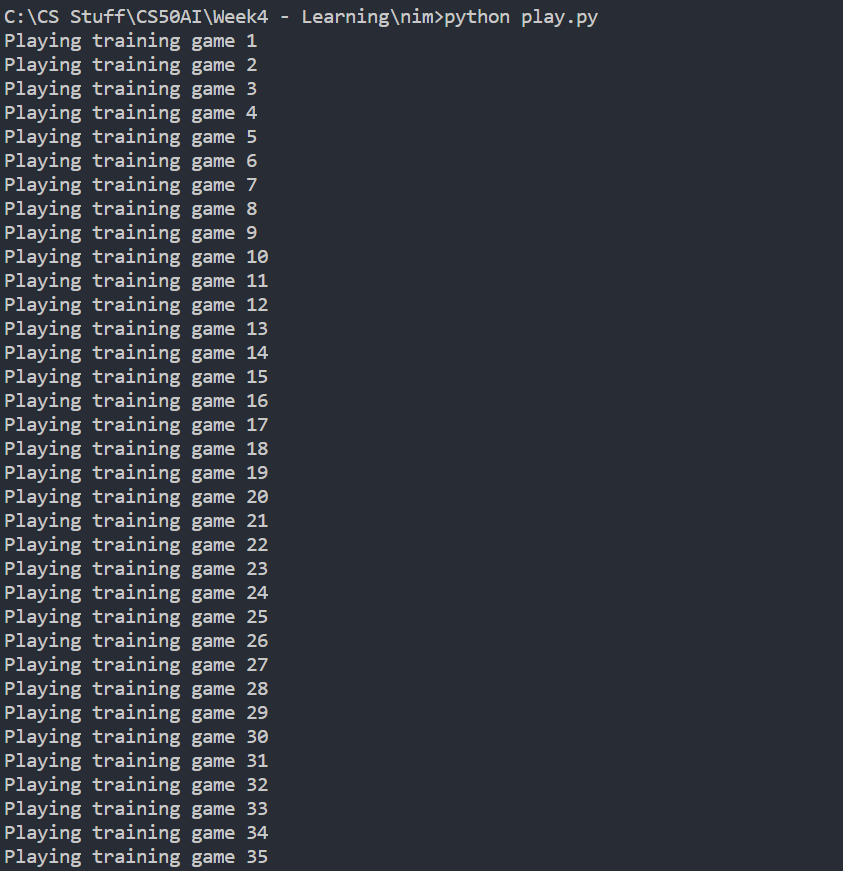 C:\CS Stuff\CS50AI\Week4 - Learning\nim>python play.py
Playing training game 1
Playing training game 2
Playing training game 3
Playing training game 4
Playing training game 5
Playing training game 6
Playing training game 7
Playing training game 8
Playing training game 9
Playing training game 10
Playing training game 11
Playing training game 12
Playing training game 13
Playing training game 14
Playing training game 15
Playing training game 16
Playing training game 17
Playing training game 18
Playing training game 19
Playing training game 20
Playing training game 21
Playing training game 22
Playing training game 23
Playing training game 24
Playing training game 25
Playing training game 26
Playing training game 27
Playing training game 28
Playing training game 29
Playing training game 30
Playing training game 31
Playing training game 32
Playing training game 33
Playing training game 34
Playing training game 35